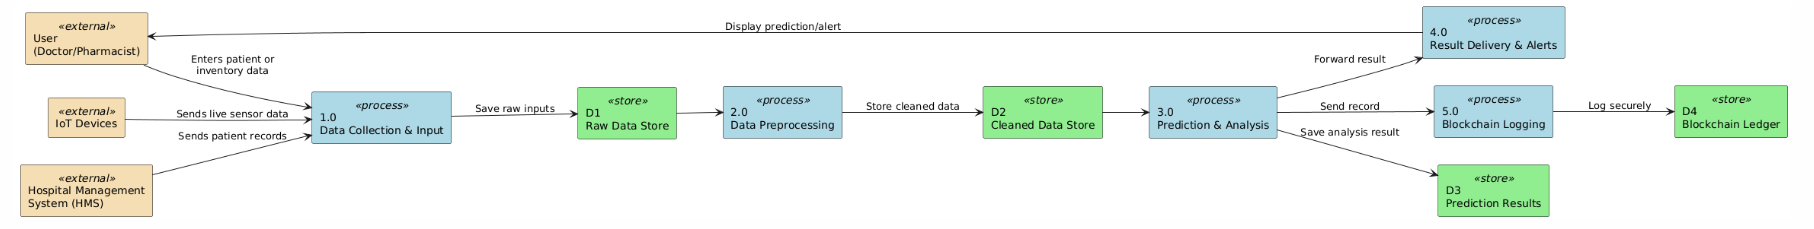 «external»
User
(Doctor/Pharmacist)
Display prediction/alert
«process»
4.0
Result Delivery & Alerts
Enters patient or
inventory data
Forward result
«external»
IoT Devices
Sends live sensor data
Sends patient records
«process»
1.0
Data Collection & Input
Save raw inputs
«store»
D1
Raw Data Store
«process»
2.0
Data Preprocessing
Store cleaned data
«store»
D2
Cleaned Data Store
«process»
3.0
Prediction & Analysis
Send record
Save analysis result
«process»
5.0
Blockchain Logging
Log securely
«store»
D4
Blockchain Ledger
«external»
Hospital Management
System (HMS)
«store»
D3
Prediction Results